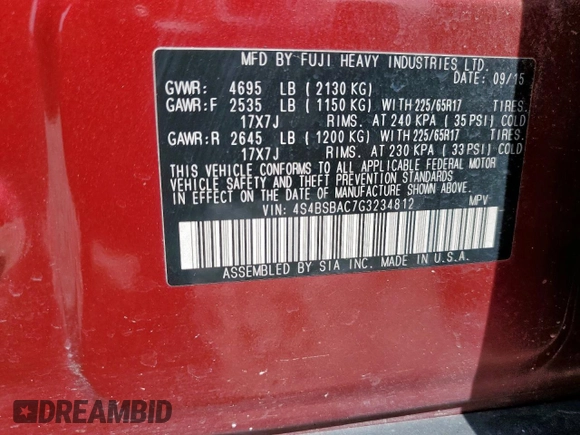 MFD BY FUJI HEAVY INDUSTRIES LTD.
DATE: 09/15
GVWR: 4695 LB (2130 KG)
GAWR:F 2535 LB (1150 KG) WITH 225/65R17 TIRES.
17X7J RIMS. AT 240 KPA (35 PSI) COLD
GAWR:R 2645 LB (1200 KG) WITH 225/65R17 TIRES.
17X7J RIMS. AT 230 KPA (33 PSI) COLD
THIS VEHICLE CONFORMS TO ALL APPLICABLE FEDERAL MOTOR
VEHICLE SAFETY AND THEFT PREVENTION STANDARDS
IN EFFECT ON THE DATE OF MANUFACTURE SHOWN ABOVE.
VIN: 4S4BSBAC7G3234812 MPV
ASSEMBLED BY SIA INC. MADE IN U.S.A.
DREAMBID